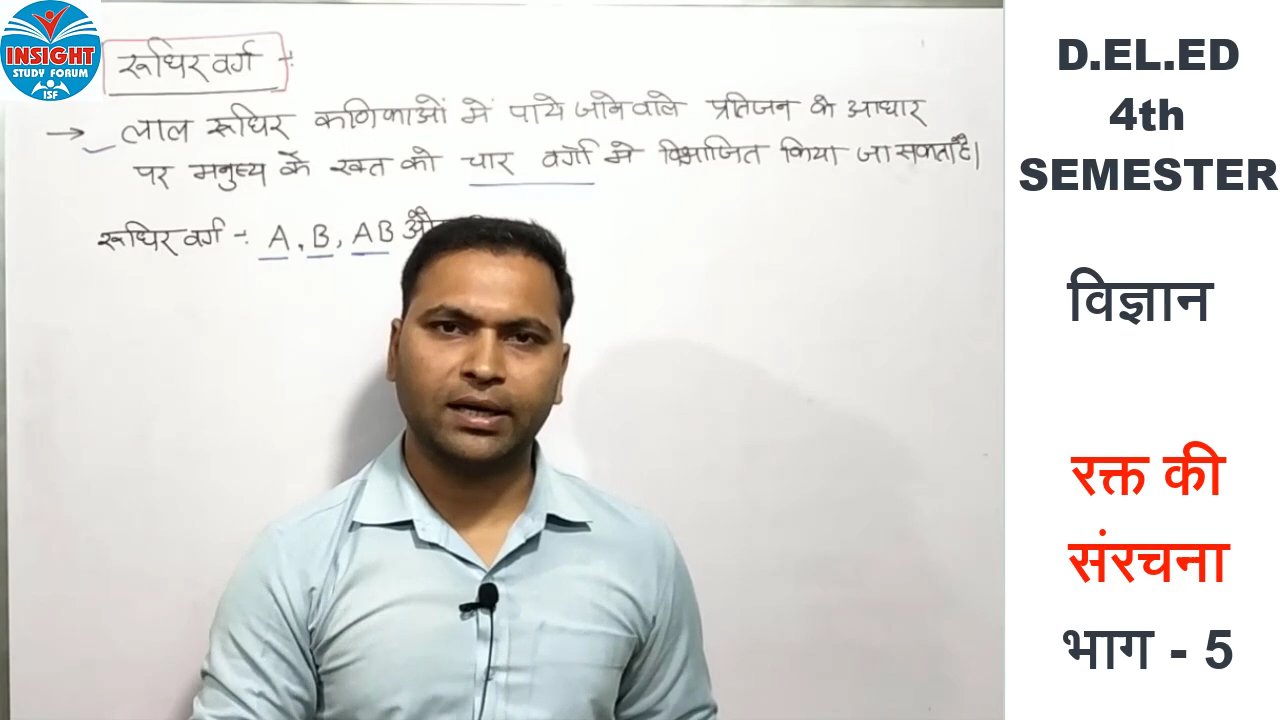 INSIGHT
STUDY FORUM
ISF
रूधिर वर्ग :-
→ लाल रूधिर कणिकाओं में पाये जाने वाले प्रतिजन के आधार
पर मनुष्य के रक्त को चार वर्गो मे विभाजित किया जा सकता है।
रूधिर वर्ग -: A, B, AB
D.EL.ED
4th
SEMESTER
विज्ञान
रक्त की
संरचना
भाग - 5